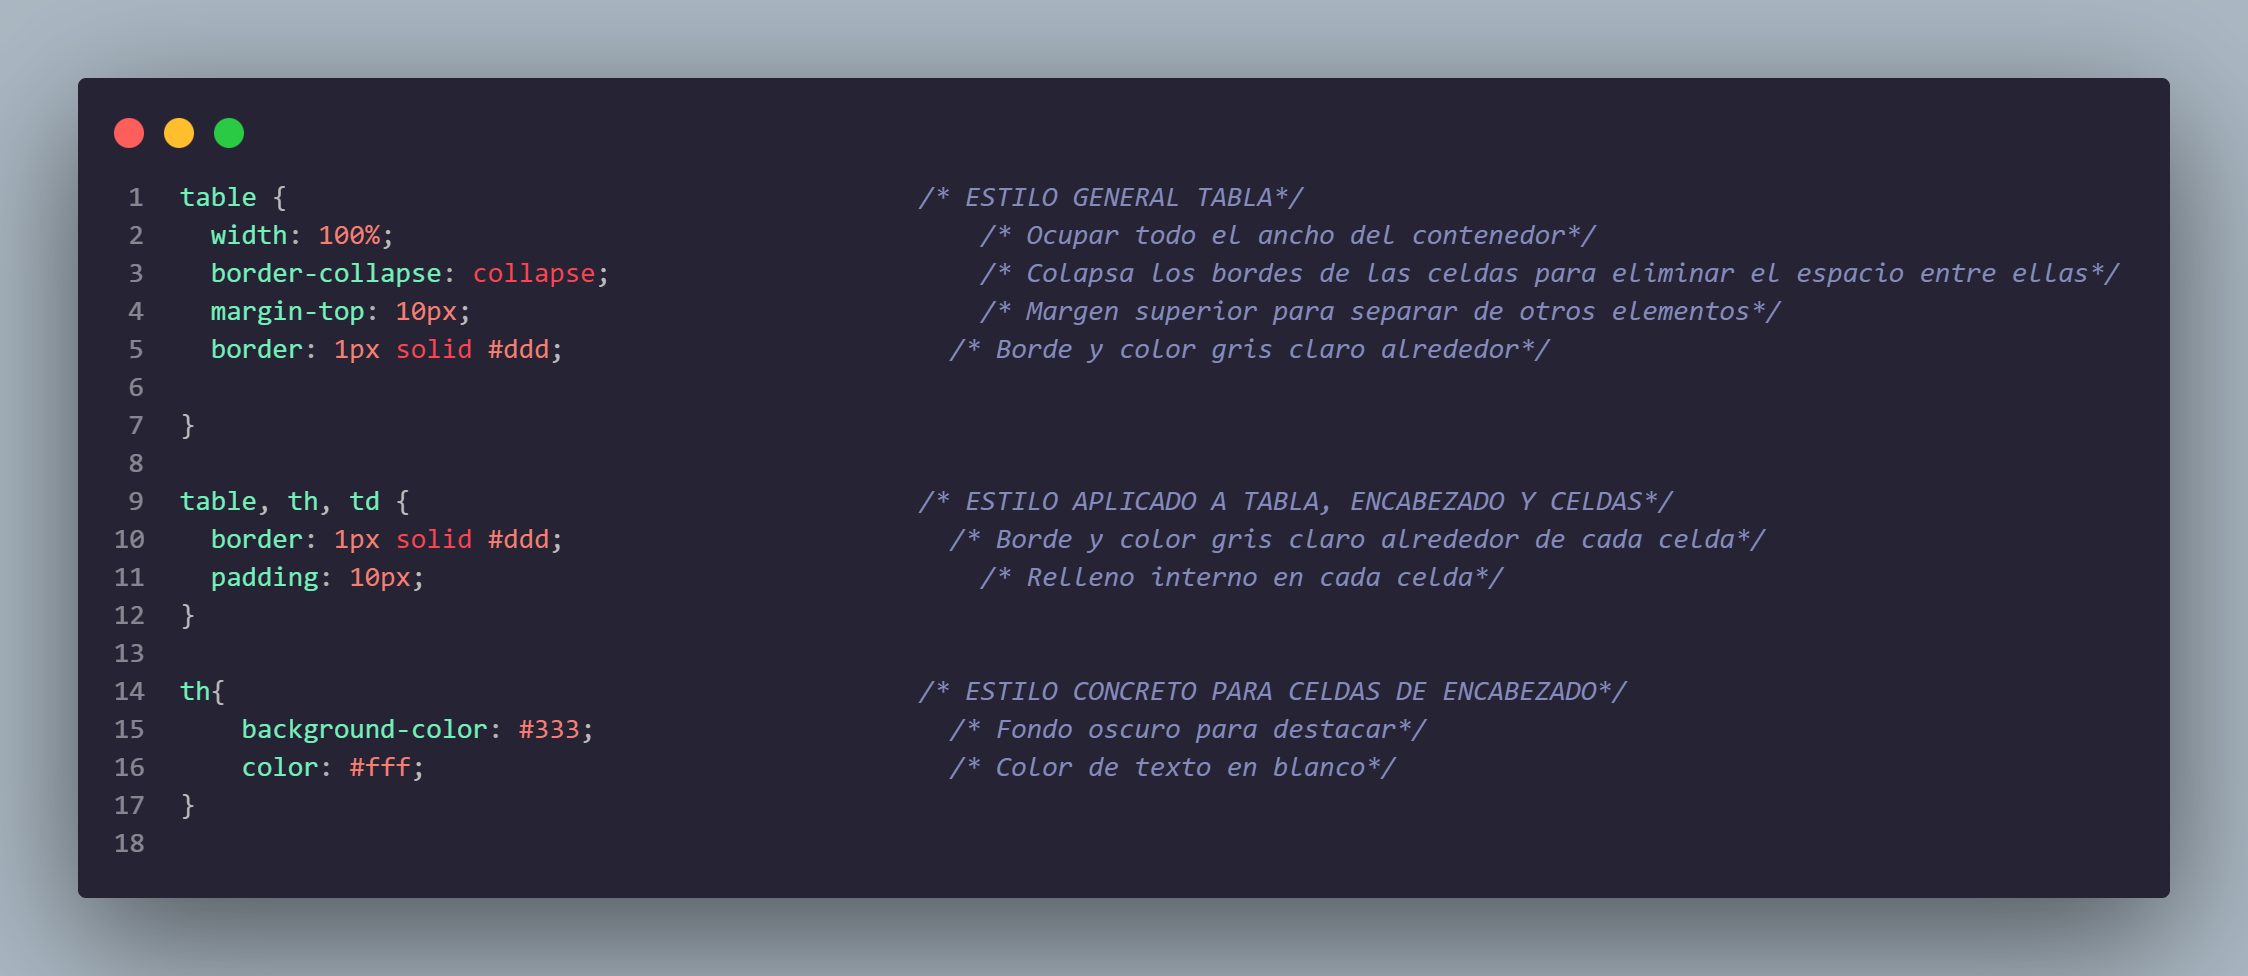 1 table { /* ESTILO GENERAL TABLA*/
2 width: 100%; /* Ocupar todo el ancho del contenedor*/
3 border-collapse: collapse; /* Colapsa los bordes de las celdas para eliminar el espacio entre ellas*/
4 margin-top: 10px; /* Margen superior para separar de otros elementos*/
5 border: 1px solid #ddd; /* Borde y color gris claro alrededor*/
6
7 }
8
9 table, th, td { /* ESTILO APLICADO A TABLA, ENCABEZADO Y CELDAS*/
10 border: 1px solid #ddd; /* Borde y color gris claro alrededor de cada celda*/
11 padding: 10px; /* Relleno interno en cada celda*/
12 }
13
14 th{ /* ESTILO CONCRETO PARA CELDAS DE ENCABEZADO*/
15 background-color: #333; /* Fondo oscuro para destacar*/
16 color: #fff; /* Color de texto en blanco*/
17 }
18